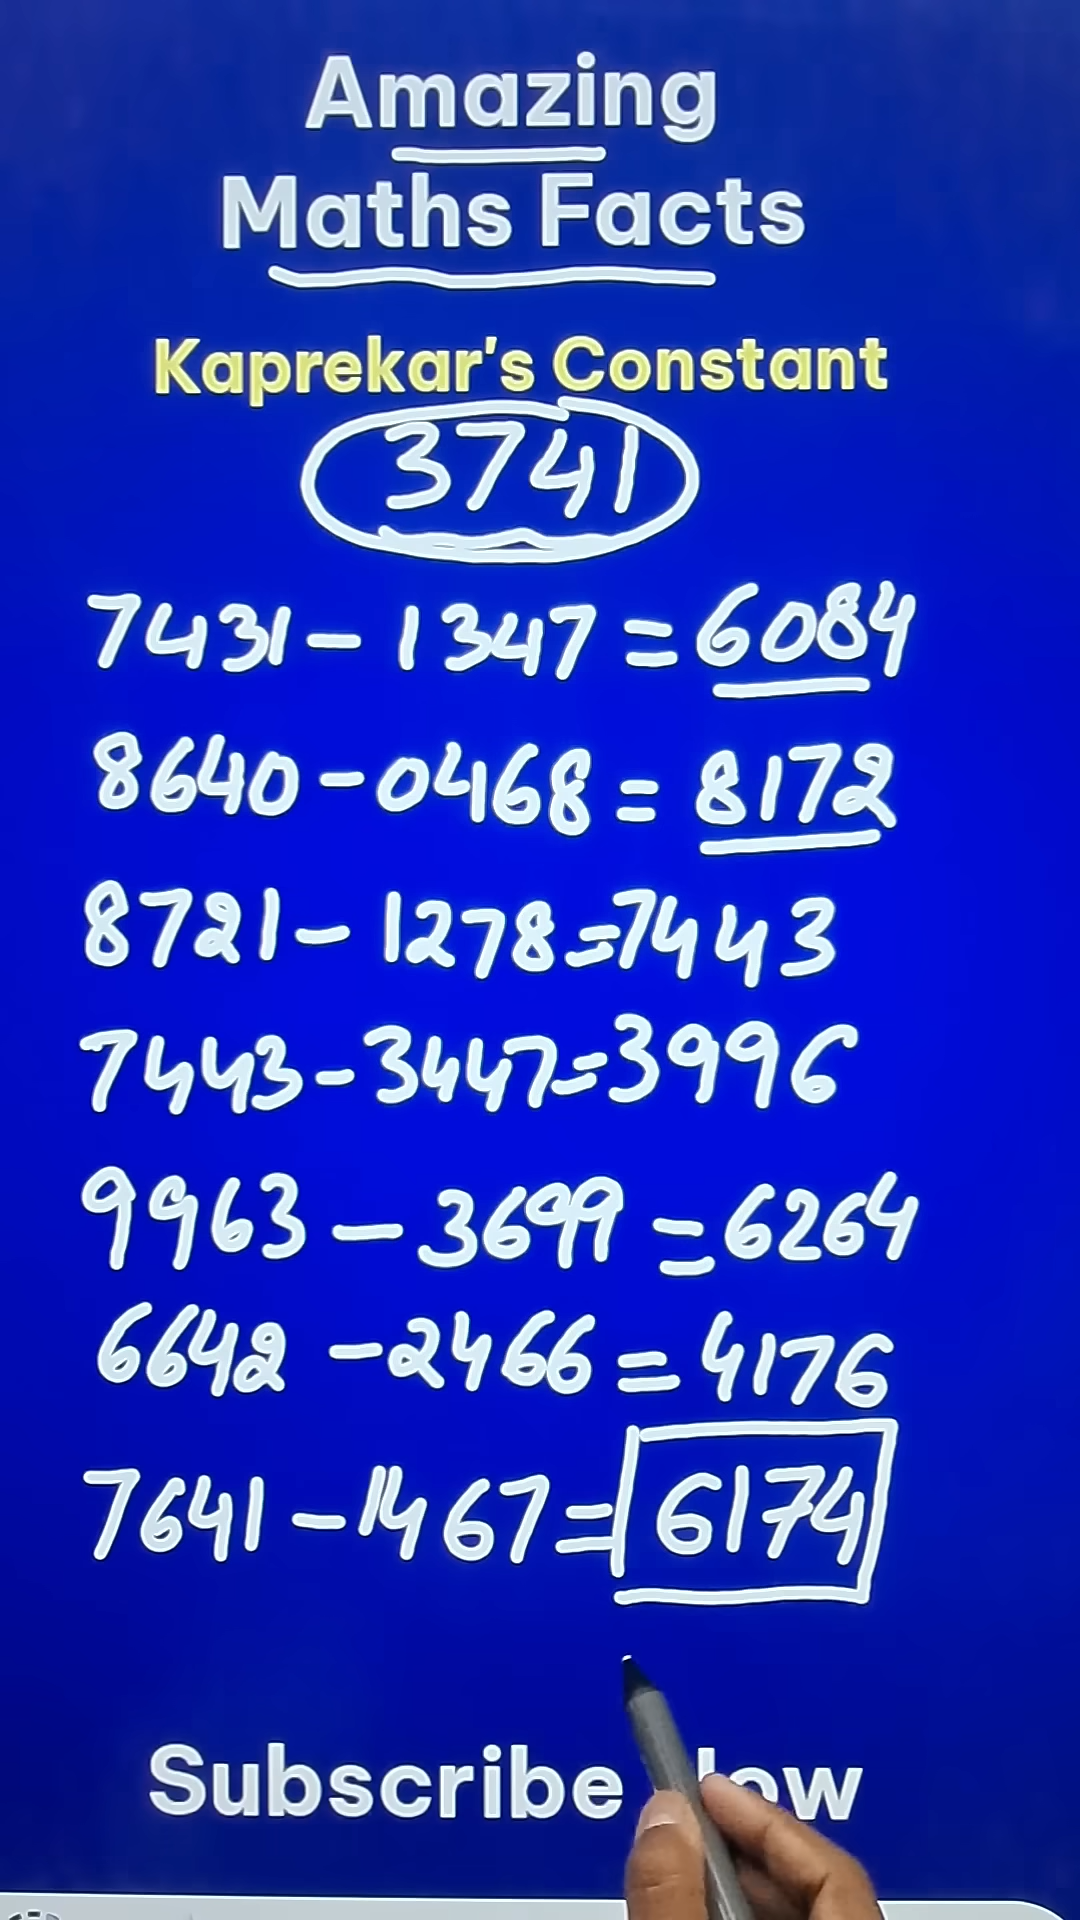 Amazing
Maths Facts
Kaprekar's Constant
3741
7431 - 1347 = 6084
8640 - 0468 = 8172
8721 - 1278 = 7443
7443 - 3447 = 3996
9963 - 3699 = 6264
6642 - 2466 = 4176
7641 - 1467 = 6174
Subscribe